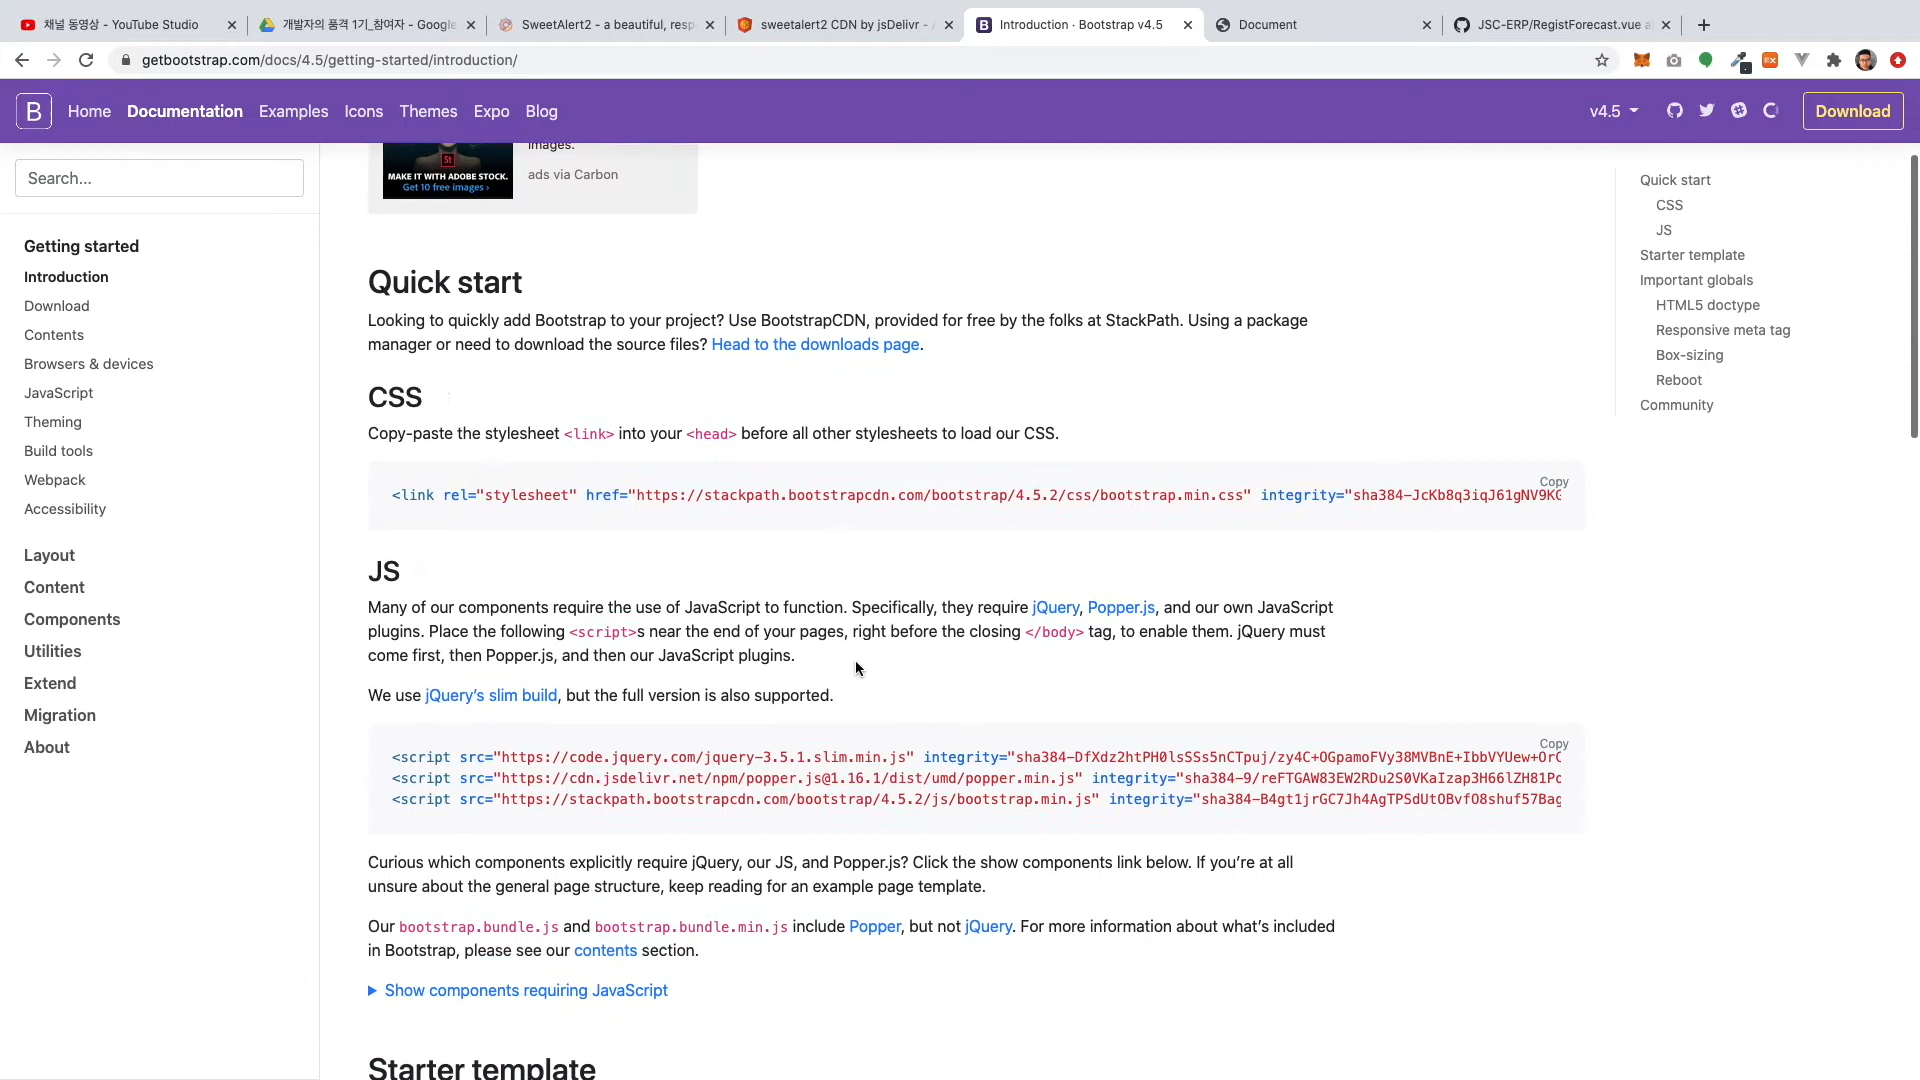 채널 동영상 - YouTube Studio
개발자의 품격 1기_참여자 - Google
SweetAlert2 - a beautiful, resp
sweetalert2 CDN by jsDelivr - A
Introduction · Bootstrap v4.5
Document
JSC-ERP/RegistForecast.vue a
getbootstrap.com/docs/4.5/getting-started/introduction/
B
Home
Documentation
Examples
Icons
Themes
Expo
Blog
v4.5
Download
Search...
Getting started
Introduction
Download
Contents
Browsers & devices
JavaScript
Theming
Build tools
Webpack
Accessibility
Layout
Content
Components
Utilities
Extend
Migration
About
images.
St
MAKE IT WITH ADOBE STOCK.
Get 10 free images ›
ads via Carbon
Quick start
Looking to quickly add Bootstrap to your project? Use BootstrapCDN, provided for free by the folks at StackPath. Using a package
manager or need to download the source files? Head to the downloads page.
CSS
Copy-paste the stylesheet <link> into your <head> before all other stylesheets to load our CSS.
Copy
<link rel="stylesheet" href="https://stackpath.bootstrapcdn.com/bootstrap/4.5.2/css/bootstrap.min.css" integrity="sha384-JcKb8q3iqJ61gNV9KG
JS
Many of our components require the use of JavaScript to function. Specifically, they require jQuery, Popper.js, and our own JavaScript
plugins. Place the following <script>s near the end of your pages, right before the closing </body> tag, to enable them. jQuery must
come first, then Popper.js, and then our JavaScript plugins.
We use jQuery’s slim build, but the full version is also supported.
Copy
<script src="https://code.jquery.com/jquery-3.5.1.slim.min.js" integrity="sha384-DfXdz2htPH0lsSSs5nCTpuj/zy4C+OGpamoFVy38MVBnE+IbbVYUew+OrC
<script src="https://cdn.jsdelivr.net/npm/popper.js@1.16.1/dist/umd/popper.min.js" integrity="sha384-9/reFTGAW83EW2RDu2S0VKaIzap3H66lZH81Po
<script src="https://stackpath.bootstrapcdn.com/bootstrap/4.5.2/js/bootstrap.min.js" integrity="sha384-B4gt1jrGC7Jh4AgTPSdUtOBvfO8shuf57Bag
Curious which components explicitly require jQuery, our JS, and Popper.js? Click the show components link below. If you’re at all
unsure about the general page structure, keep reading for an example page template.
Our bootstrap.bundle.js and bootstrap.bundle.min.js include Popper, but not jQuery. For more information about what’s included
in Bootstrap, please see our contents section.
Show components requiring JavaScript
Starter template
Quick start
CSS
JS
Starter template
Important globals
HTML5 doctype
Responsive meta tag
Box-sizing
Reboot
Community